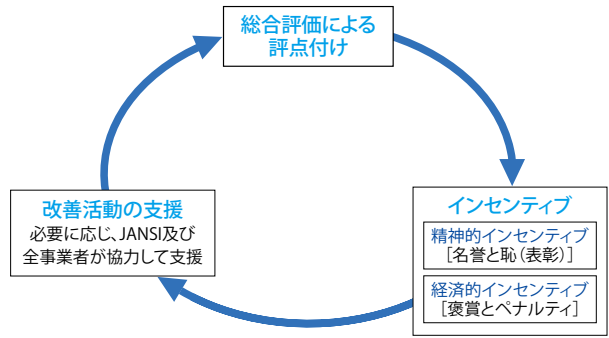 総合評価による
評点付け
インセンティブ
精神的インセンティブ
［名誉と恥（表彰）］
経済的インセンティブ
［褒賞とペナルティ］
改善活動の支援
必要に応じ、JANSI及び
全事業者が協力して支援